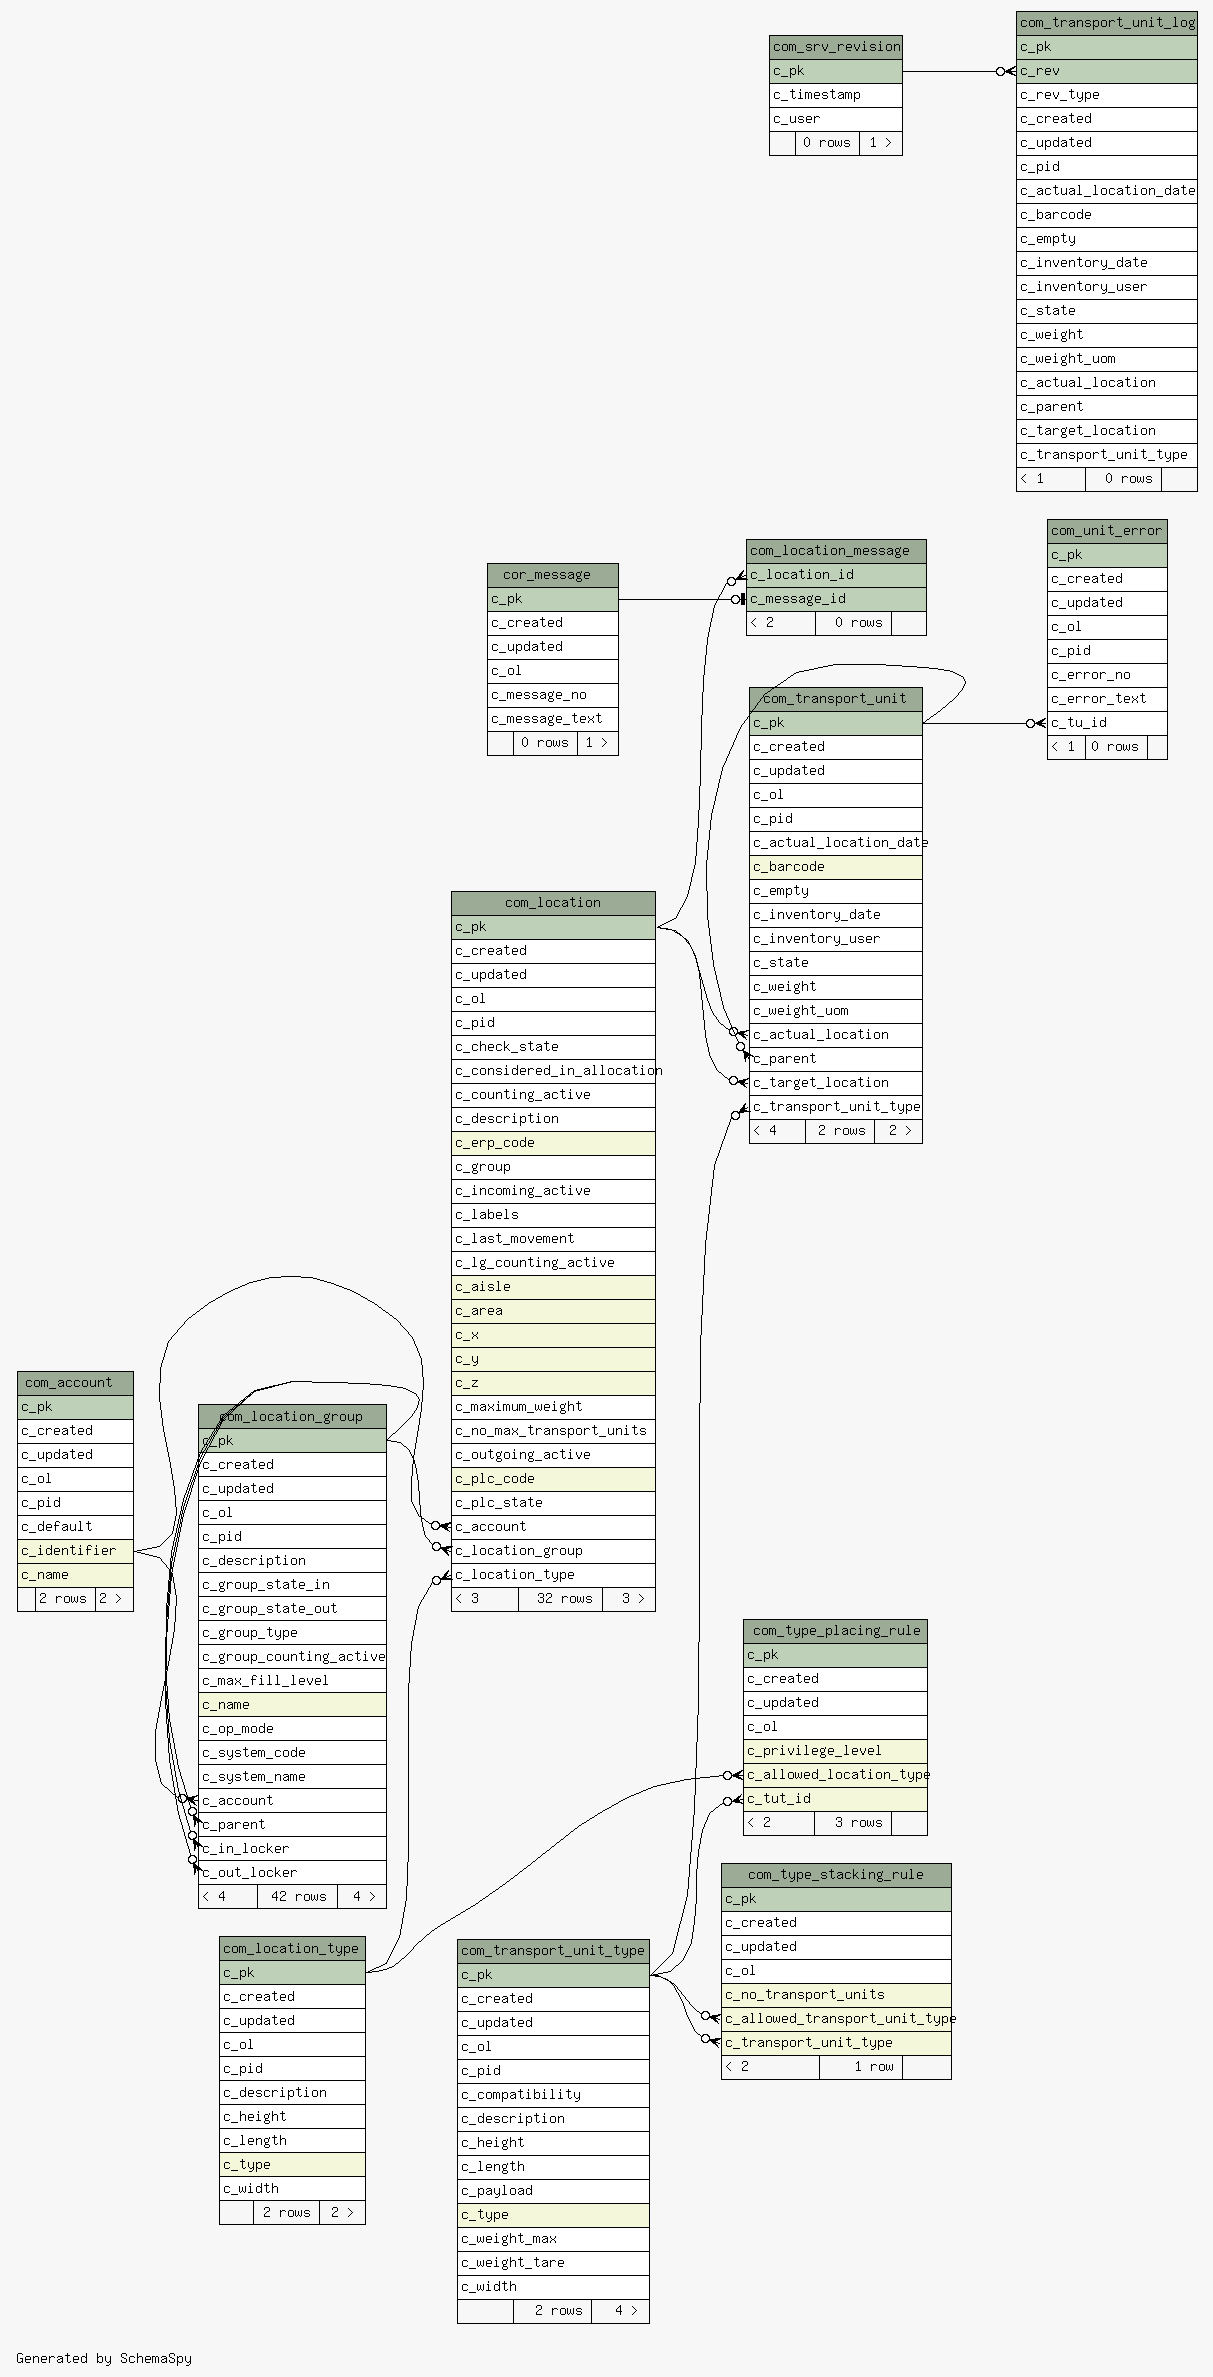 com_transport_unit_log
c_pk
c_rev
c_rev_type
c_created
c_updated
c_pid
c_actual_location_date
c_barcode
c_empty
c_inventory_date
c_inventory_user
c_state
c_weight
c_weight_uom
c_actual_location
c_parent
c_target_location
c_transport_unit_type
< 1 0 rows
com_srv_revision
c_pk
c_timestamp
c_user
0 rows 1 >
com_unit_error
c_pk
c_created
c_updated
c_ol
c_pid
c_error_no
c_error_text
c_tu_id
< 1 0 rows
com_location_message
c_location_id
c_message_id
< 2 0 rows
cor_message
c_pk
c_created
c_updated
c_ol
c_message_no
c_message_text
0 rows 1 >
com_transport_unit
c_pk
c_created
c_updated
c_ol
c_pid
c_actual_location_date
c_barcode
c_empty
c_inventory_date
c_inventory_user
c_state
c_weight
c_weight_uom
c_actual_location
c_parent
c_target_location
c_transport_unit_type
< 4 2 rows 2 >
com_location
c_pk
c_created
c_updated
c_ol
c_pid
c_check_state
c_considered_in_allocation
c_counting_active
c_description
c_erp_code
c_group
c_incoming_active
c_labels
c_last_movement
c_lg_counting_active
c_aisle
c_area
c_x
c_y
c_z
c_maximum_weight
c_no_max_transport_units
c_outgoing_active
c_plc_code
c_plc_state
c_account
c_location_group
c_location_type
< 3 32 rows 3 >
com_account
c_pk
c_created
c_updated
c_ol
c_pid
c_default
c_identifier
c_name
2 rows 2 >
com_location_group
c_pk
c_created
c_updated
c_ol
c_pid
c_description
c_group_state_in
c_group_state_out
c_group_type
c_group_counting_active
c_max_fill_level
c_name
c_op_mode
c_system_code
c_system_name
c_account
c_parent
c_in_locker
c_out_locker
< 4 42 rows 4 >
com_type_placing_rule
c_pk
c_created
c_updated
c_ol
c_privilege_level
c_allowed_location_type
c_tut_id
< 2 3 rows
com_type_stacking_rule
c_pk
c_created
c_updated
c_ol
c_no_transport_units
c_allowed_transport_unit_type
c_transport_unit_type
< 2 1 row
com_location_type
c_pk
c_created
c_updated
c_ol
c_pid
c_description
c_height
c_length
c_type
c_width
2 rows 2 >
com_transport_unit_type
c_pk
c_created
c_updated
c_ol
c_pid
c_compatibility
c_description
c_height
c_length
c_payload
c_type
c_weight_max
c_weight_tare
c_width
2 rows 4 >
Generated by SchemaSpy